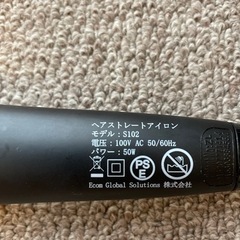 ヘアストレートアイロン
モデル：S102
電圧：100V AC 50/60Hz
パワー：50W
PSE
Ecom Global Solutions 株式会社